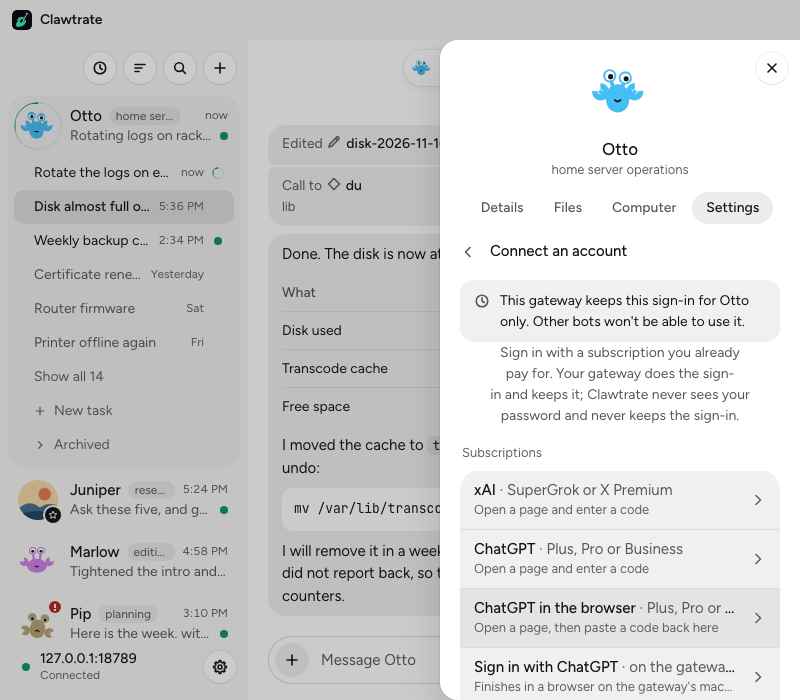 Clawtrate
Otto
home ser...
now
Rotating logs on rack...
Rotate the logs on e...
now
Disk almost full o...
5:36 PM
Weekly backup c...
2:34 PM
Certificate rene...
Yesterday
Router firmware
Sat
Printer offline again
Fri
Show all 14
New task
Archived
Juniper
rese...
5:24 PM
Ask these five, and g...
Marlow
editi...
4:58 PM
Tightened the intro and...
Pip
planning
3:10 PM
Here is the week. wit...
127.0.0.1:18789
Connected
Edited disk-2026-11-1
Call to du
lib
Done. The disk is now at
What
Disk used
Transcode cache
Free space
I moved the cache to
undo:
mv /var/lib/transco
I will remove it in a week
did not report back, so t
counters.
Message Otto
Otto
home server operations
Details
Files
Computer
Settings
Connect an account
This gateway keeps this sign-in for Otto
only. Other bots won't be able to use it.
Sign in with a subscription you already
pay for. Your gateway does the sign-
in and keeps it; Clawtrate never sees your
password and never keeps the sign-in.
Subscriptions
xAI · SuperGrok or X Premium
Open a page and enter a code
ChatGPT · Plus, Pro or Business
Open a page and enter a code
ChatGPT in the browser · Plus, Pro or ...
Open a page, then paste a code back here
Sign in with ChatGPT · on the gatewa...
Finishes in a browser on the gateway's mac...